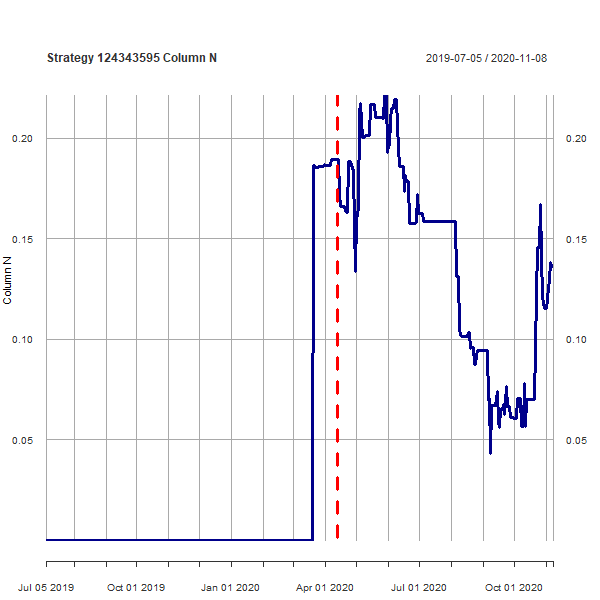 Strategy 124343595 Column N
2019-07-05 / 2020-11-08
0.20
0.20
0.15
0.15
Column N
0.10
0.10
0.05
0.05
Jul 05 2019
Oct 01 2019
Jan 01 2020
Apr 01 2020
Jul 01 2020
Oct 01 2020